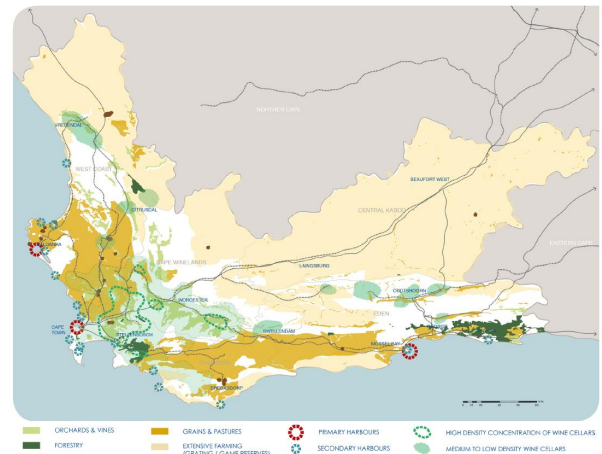 NORTHERN CAPE
VREDENDAL
WEST COAST
BEAUFORT WEST
CITRUSDAL
CENTRAL KAROO
EASTERN CAPE
SALDANHA
CAPE WINELANDS
LAINGSBURG
OUDTSHOORN
WORCESTER
EDEN
CAPE
TOWN
STELLENBOSCH
SWELLENDAM
GEORGE
MOSSEL BAY
BREDASDORP
ORCHARDS & VINES
GRAINS & PASTURES
PRIMARY HARBOURS
HIGH DENSITY CONCENTRATION OF WINE CELLARS
FORESTRY
EXTENSIVE FARMING
(GRAZING / GAME RESERVES)
SECONDARY HARBOURS
MEDIUM TO LOW DENSITY WINE CELLARS